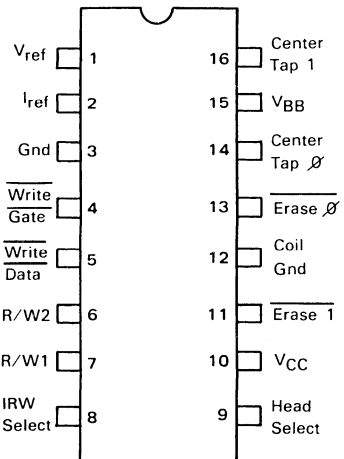 Vref 1
Iref 2
Gnd 3
Write
Gate 4
Write
Data 5
R/W2 6
R/W1 7
IRW
Select 8
16 Center
Tap 1
15 VBB
14 Center
Tap Ø
13 Erase Ø
12 Coil
Gnd
11 Erase 1
10 VCC
9 Head
Select